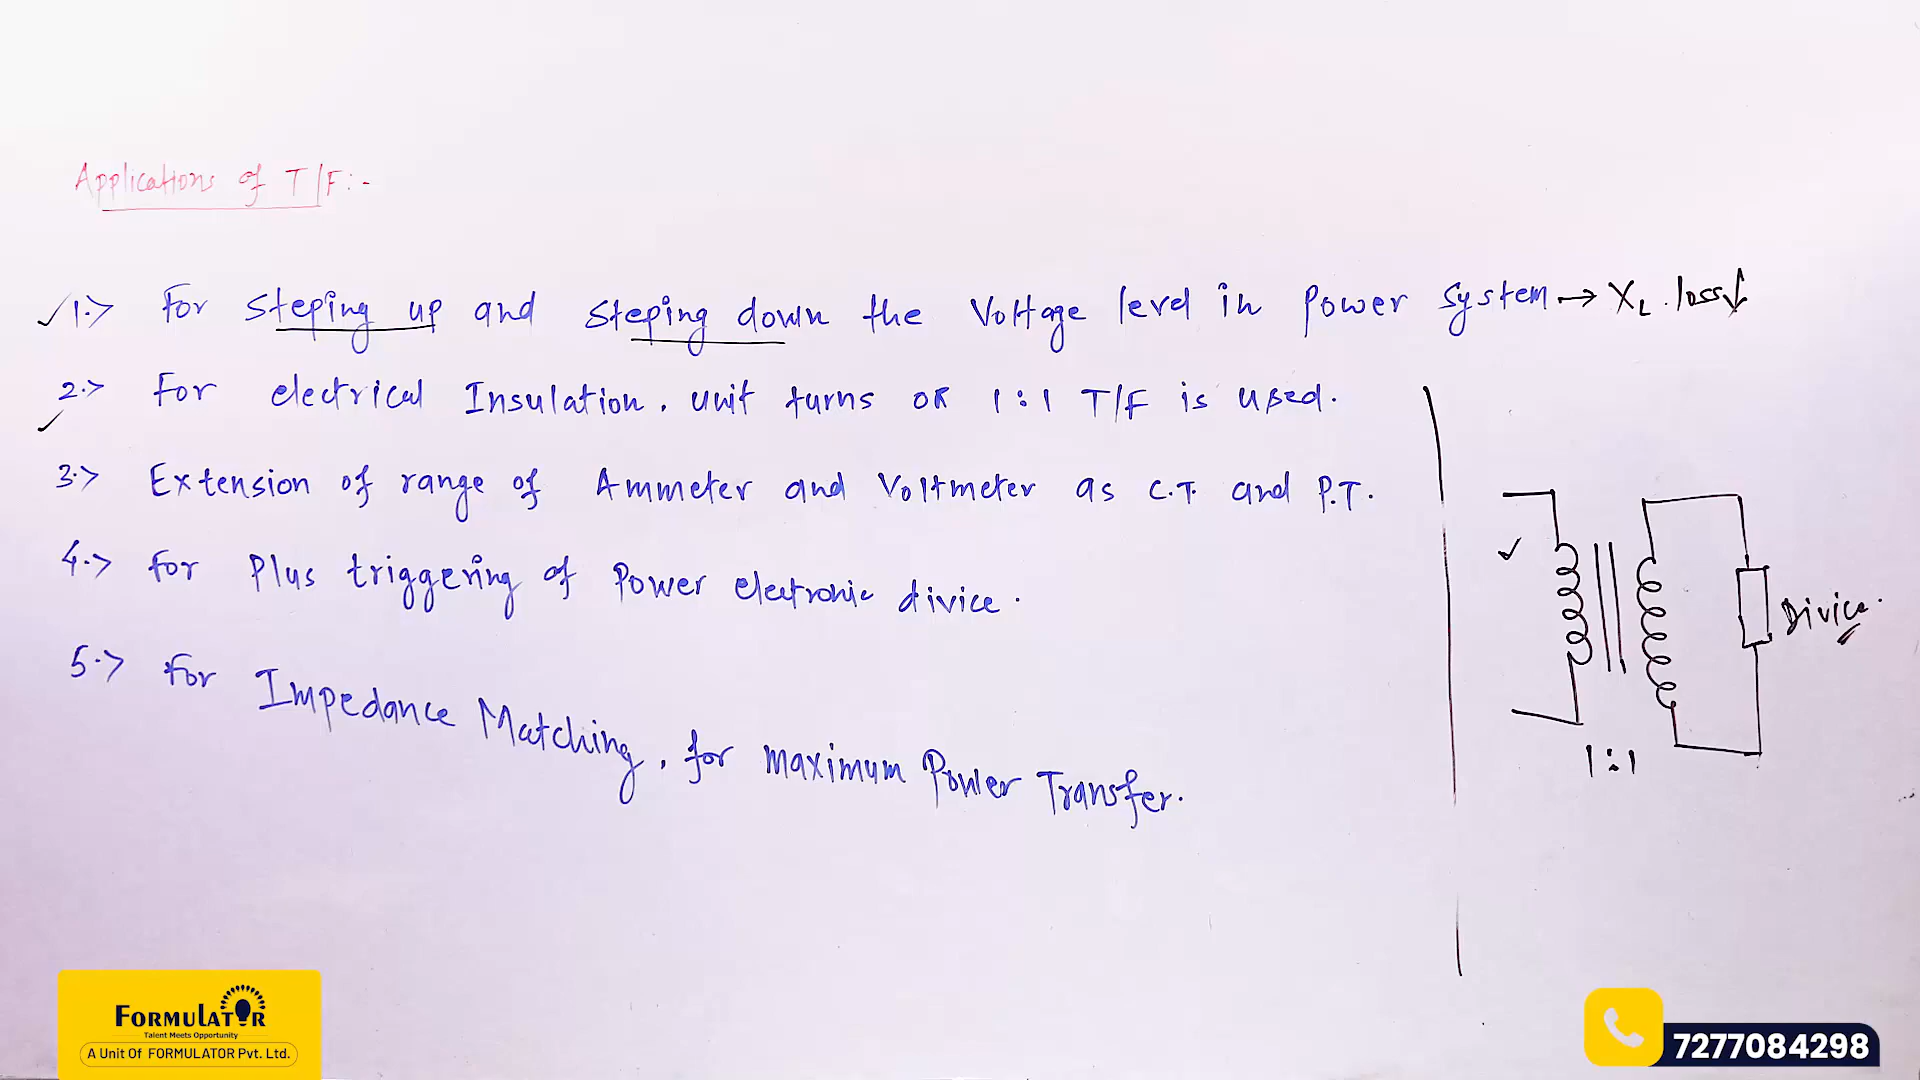 Applications of T/F:-
1.> For Steping up and Steping down the Voltage level in Power System → XL loss↓
2.> For electrical Insulation, unit turns OR 1:1 T/F is used.
3.> Extension of range of Ammeter and Voltmeter as C.T. and P.T.
4.> for Plus triggering of Power electronic divice.
5.> for Impedance Matching, for maximum Power Transfer.
Divice.
1:1
FORMULATOR
Talent Meets Opportunity
A Unit Of FORMULATOR Pvt. Ltd.
7277084298